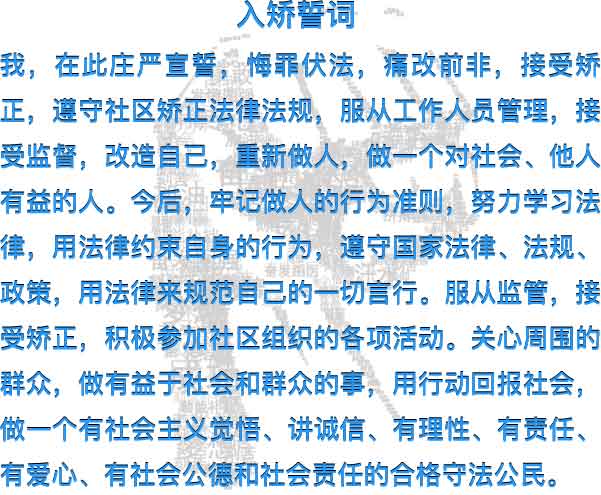 入矫誓词
我，在此庄严宣誓，悔罪伏法，痛改前非，接受矫
正，遵守社区矫正法律法规，服从工作人员管理，接
受监督，改造自己，重新做人，做一个对社会、他人
有益的人。今后，牢记做人的行为准则，努力学习法
律，用法律约束自身的行为，遵守国家法律、法规、
政策，用法律来规范自己的一切言行。服从监管，接
受矫正，积极参加社区组织的各项活动。关心周围的
群众，做有益于社会和群众的事，用行动回报社会，
做一个有社会主义觉悟、讲诚信、有理性、有责任、
有爱心、有社会公德和社会责任的合格守法公民。